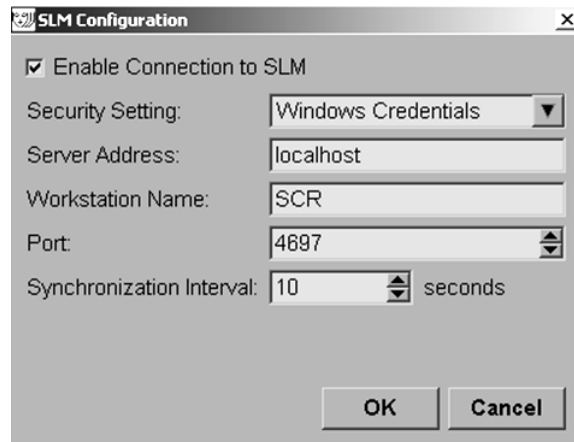 SLM Configuration
Enable Connection to SLM
Security Setting: Windows Credentials
Server Address: localhost
Workstation Name: SCR
Port: 4697
Synchronization Interval: 10 seconds
OK Cancel